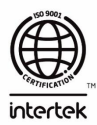 ISO 9001
CERTIFICATION
TM
intertek